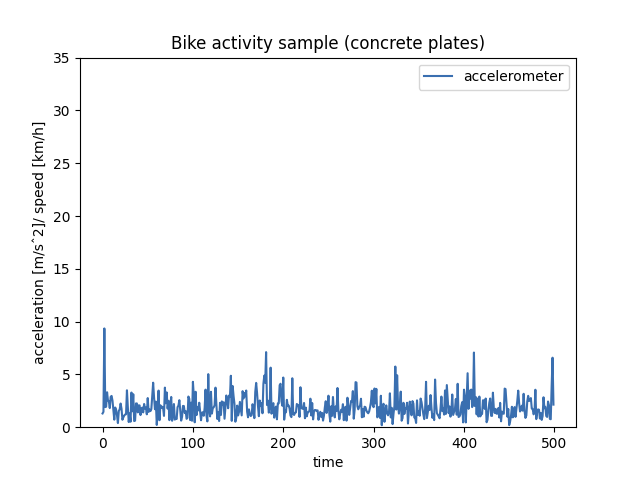 Bike activity sample (concrete plates)
accelerometer
35
30
25
20
15
10
5
0
acceleration [m/s^2]/ speed [km/h]
0 100 200 300 400 500
time